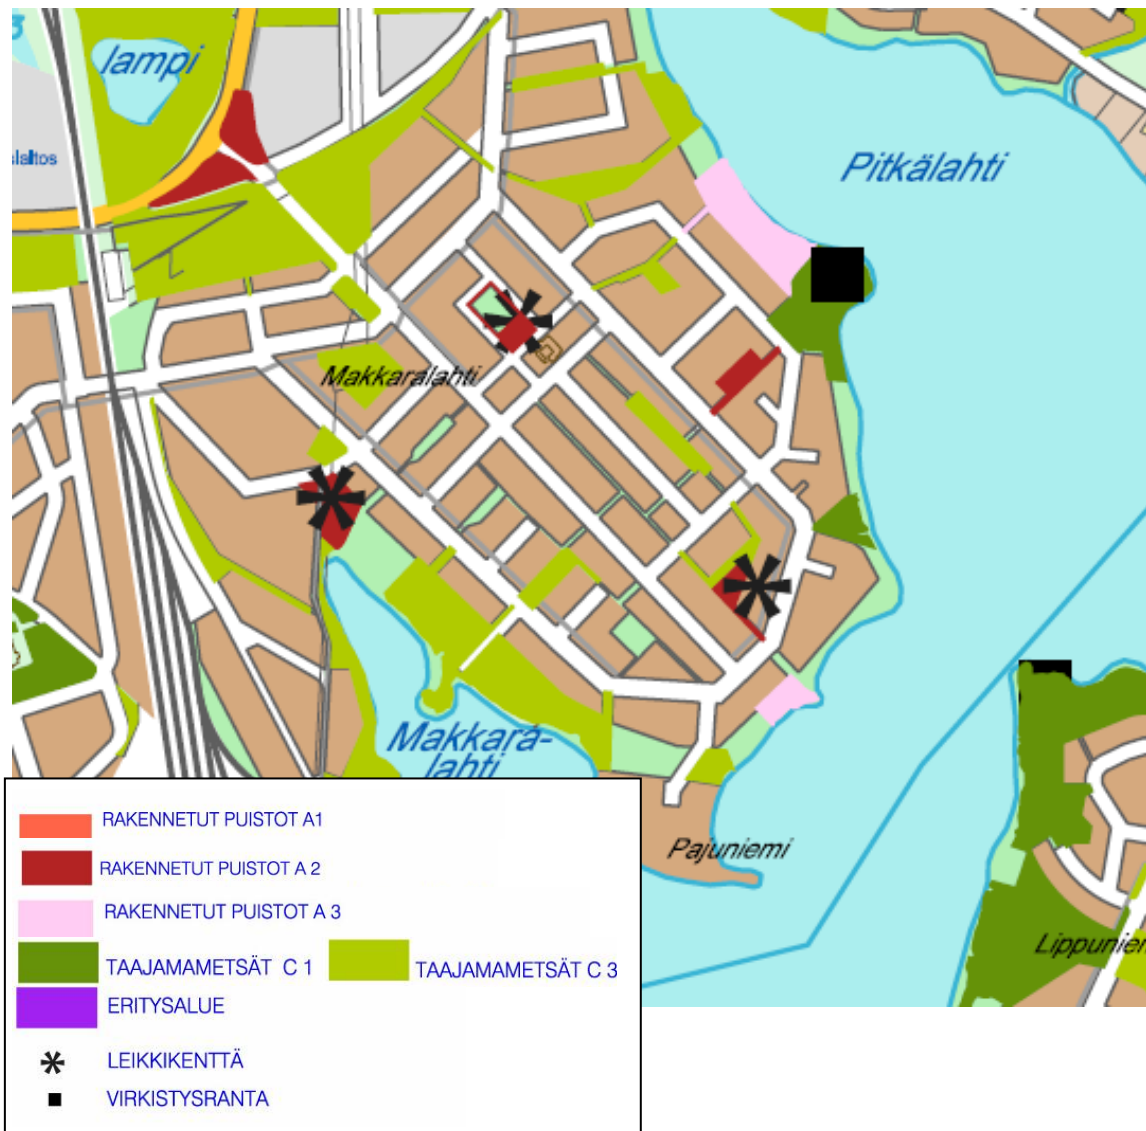 lampi
Pitkälahti
Makkaralahti
Makkara-
lahti
Pajuniemi
RAKENNETUT PUISTOT A1
RAKENNETUT PUISTOT A 2
RAKENNETUT PUISTOT A 3
TAAJAMAMETSÄT C 1
TAAJAMAMETSÄT C 3
ERITYSALUE
LEIKKIKENTTÄ
VIRKISTYSRANTA